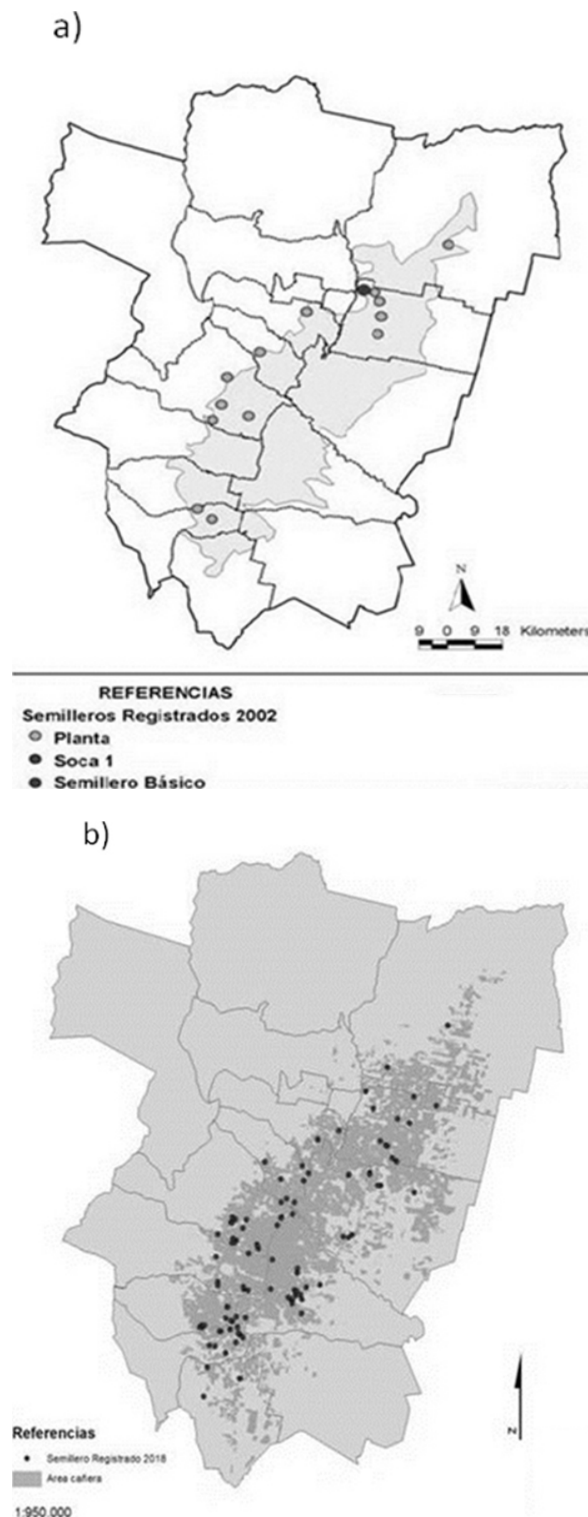 a)
N
9 0 9 18 Kilometers
REFERENCIAS
Semilleros Registrados 2002
Planta
Soca 1
Semillero Básico
b)
Referencias
Semillero Registrado 2018
Area cañera
N
1:950.000